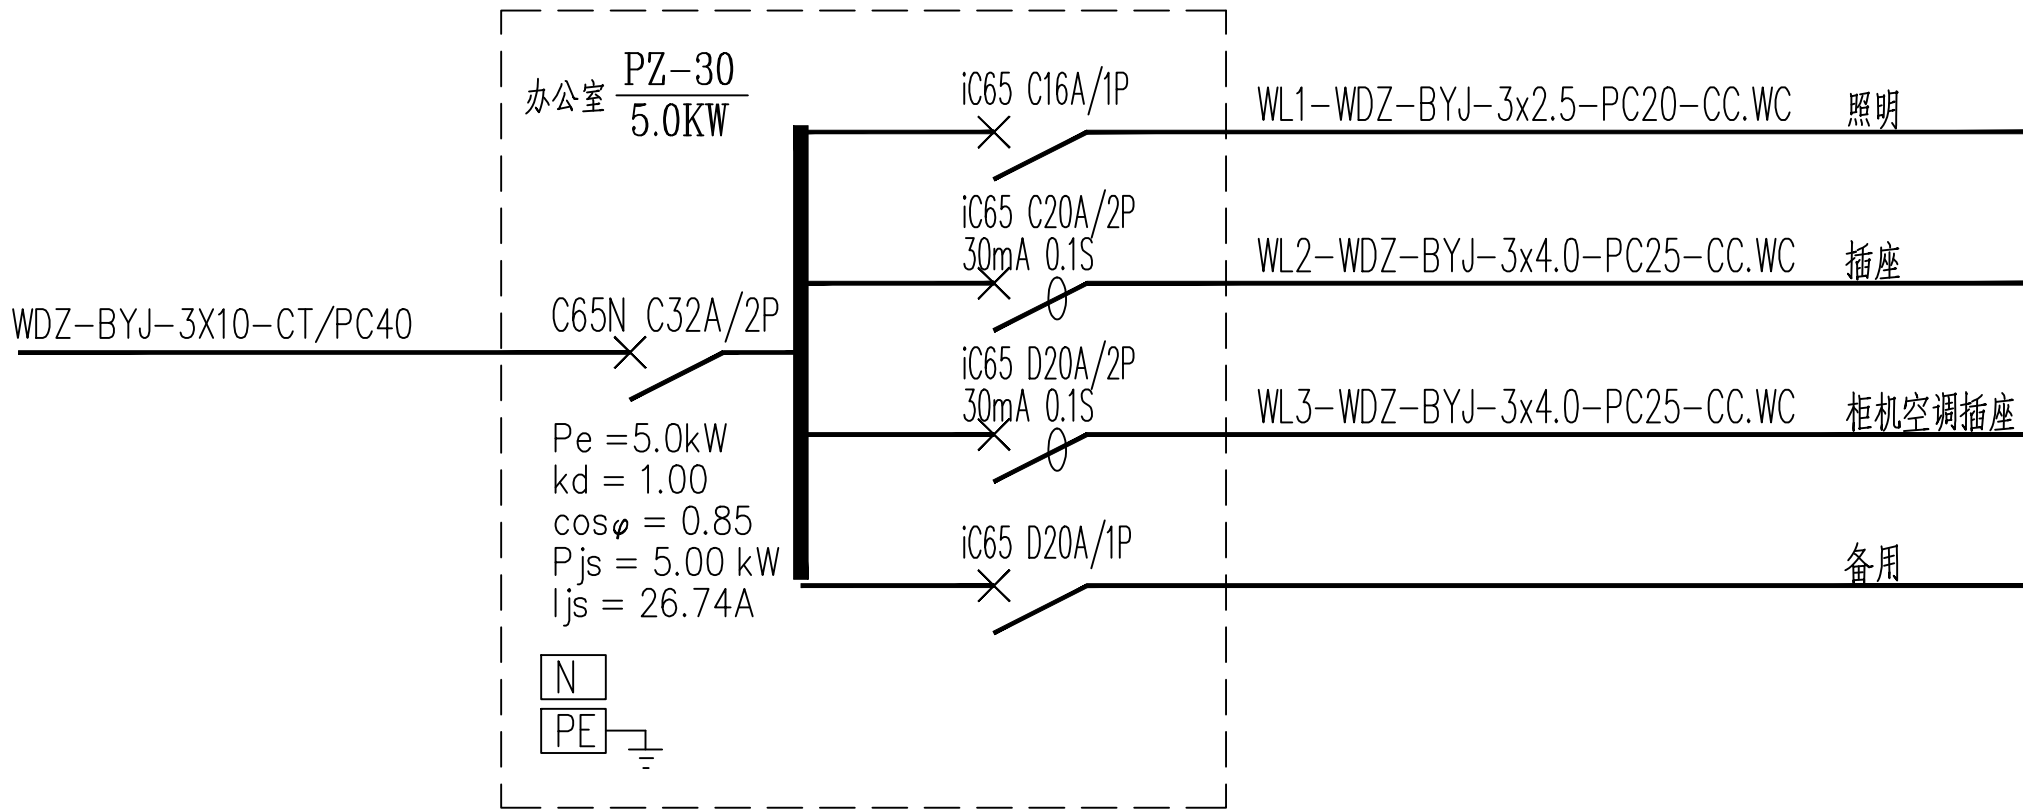 办公室 PZ-30
5.0KW
iC65 C16A/1P
WL1-WDZ-BYJ-3x2.5-PC20-CC.WC 照明
iC65 C20A/2P
30mA 0.1S
WL2-WDZ-BYJ-3x4.0-PC25-CC.WC 插座
WDZ-BYJ-3X10-CT/PC40
C65N C32A/2P
iC65 D20A/2P
30mA 0.1S
WL3-WDZ-BYJ-3x4.0-PC25-CC.WC 柜机空调插座
Pe =5.0kW
kd = 1.00
cosφ = 0.85
Pjs = 5.00 kW
Ijs = 26.74A
iC65 D20A/1P
备用
N
PE